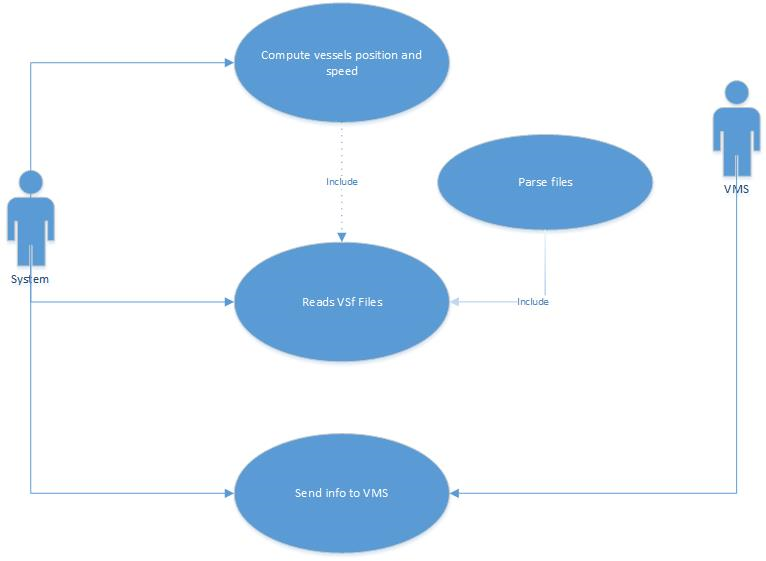 Compute vessels position and
speed
Include
Parse files
VMS
System
Reads VSf Files
Include
Send info to VMS